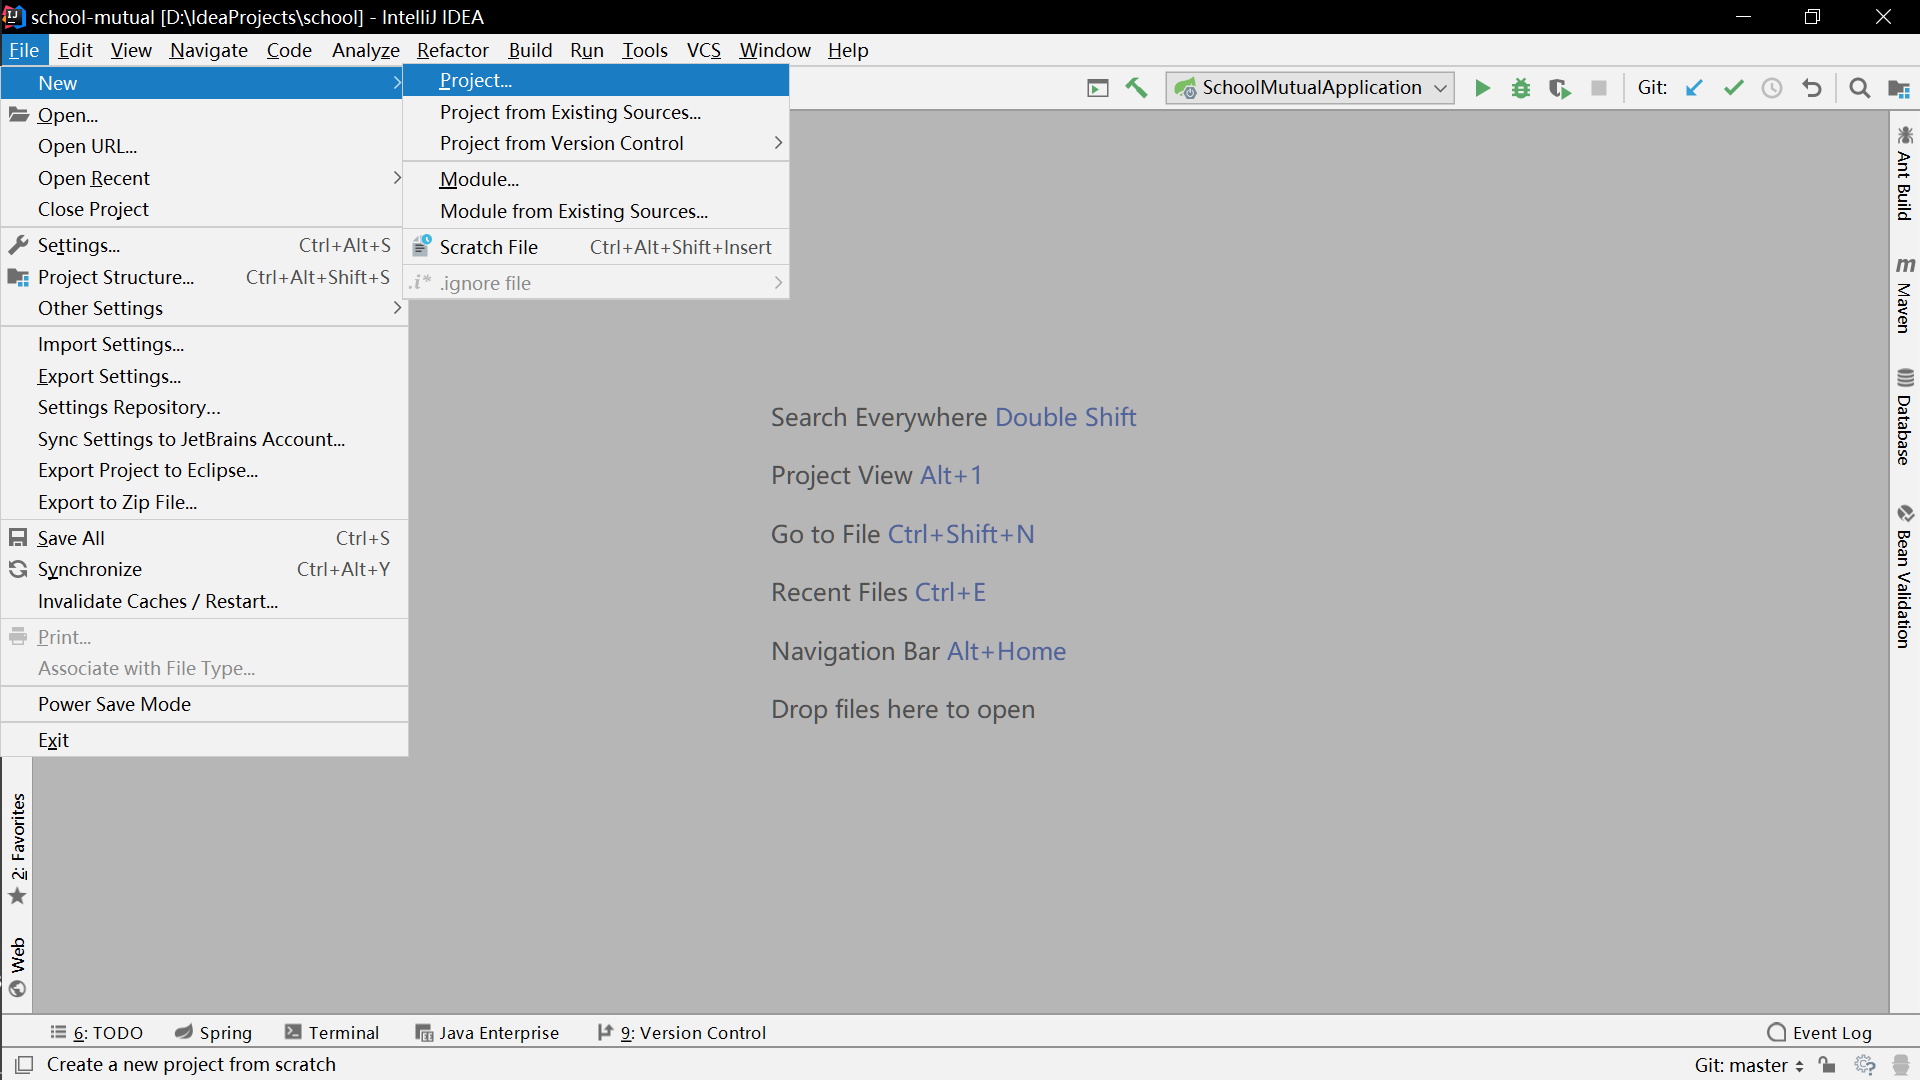 school-mutual [D:\IdeaProjects\school] - IntelliJ IDEA
File Edit View Navigate Code Analyze Refactor Build Run Tools VCS Window Help
SchoolMutualApplication Git:
New
Open...
Open URL...
Open Recent
Close Project
Settings... Ctrl+Alt+S
Project Structure... Ctrl+Alt+Shift+S
Other Settings
Import Settings...
Export Settings...
Settings Repository...
Sync Settings to JetBrains Account...
Export Project to Eclipse...
Export to Zip File...
Save All Ctrl+S
Synchronize Ctrl+Alt+Y
Invalidate Caches / Restart...
Print...
Associate with File Type...
Power Save Mode
Exit
Project...
Project from Existing Sources...
Project from Version Control
Module...
Module from Existing Sources...
Scratch File Ctrl+Alt+Shift+Insert
.i* .ignore file
Search Everywhere Double Shift
Project View Alt+1
Go to File Ctrl+Shift+N
Recent Files Ctrl+E
Navigation Bar Alt+Home
Drop files here to open
Ant Build
m Maven
Database
Bean Validation
2: Favorites
Web
6: TODO Spring Terminal Java Enterprise 9: Version Control Event Log
Create a new project from scratch Git: master